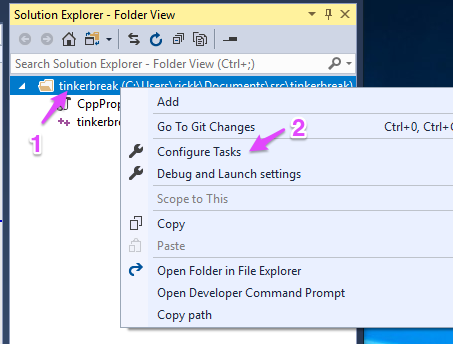 Solution Explorer - Folder View
Search Solution Explorer - Folder View (Ctrl+;)
tinkerbreak (C:\Users\rickk\Documents\src\tinkerbreak)
CppProp
tinkerbre
1
Add
Go To Git Changes Ctrl+0, Ctrl+
2
Configure Tasks
Debug and Launch settings
Scope to This
Copy
Paste
Open Folder in File Explorer
Open Developer Command Prompt
Copy path